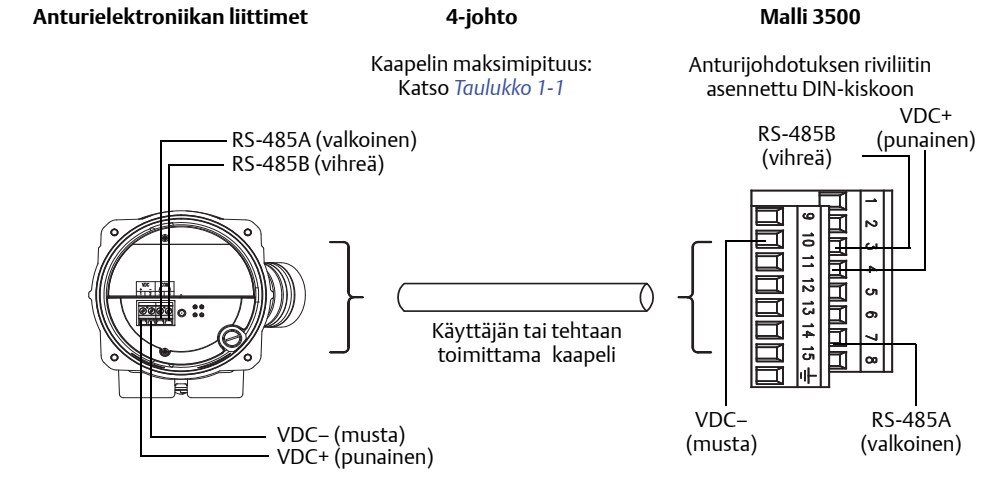 Anturielektroniikan liittimet
4-johto
Malli 3500
Kaapelin maksimipituus:
Katso Taulukko 1-1
Anturijohdotuksen riviliitin
asennettu DIN-kiskoon
VDC+
(punainen)
RS-485B
(vihreä)
RS-485A (valkoinen)
RS-485B (vihreä)
VDC
COM
1
2
3
4
5
6
7
8
9
10
11
12
13
14
15
Käyttäjän tai tehtaan
toimittama kaapeli
VDC– (musta)
VDC+ (punainen)
VDC–
(musta)
RS-485A
(valkoinen)